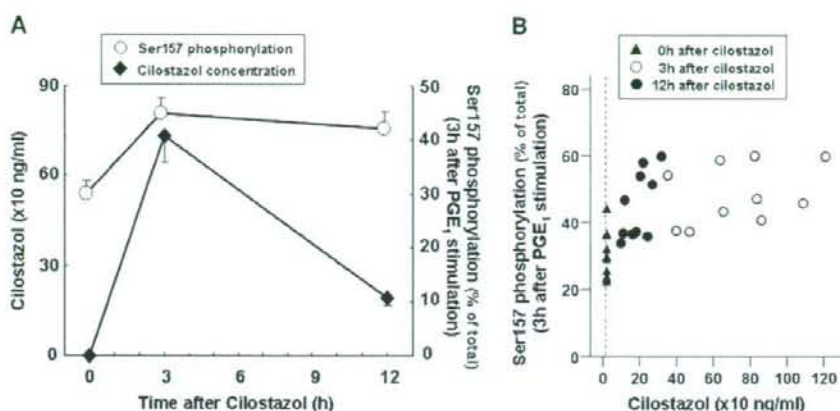 A
Ser157 phosphorylation
Cilostazol concentration
90
60
30
0
Cilostazol (x10 ng/ml)
50
40
30
20
10
0
Ser157 phosphorylation (% of total)
(3h after PGE1 stimulation)
0
3
12
Time after Cilostazol (h)
B
0h after cilostazol
3h after cilostazol
12h after cilostazol
80
60
40
20
0
Ser157 phosphorylation (% of total)
(3h after PGE1 stimulation)
0 20 40 60 80 100 120
Cilostazol (x10 ng/ml)